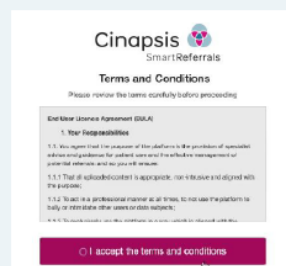 Cinapsis
SmartReferrals
Terms and Conditions
Please review the terms carefully before proceeding
End User Licence Agreement (EULA)
1. Your Responsibilities
1.1. You agree that the purpose of the platform is the provision of specialist
advice and guidance for patient care and the effective management of
potential referrals and so you will ensure:
1.1.1 That all uploaded content is appropriate, non-intrusive and aligned with
the purpose;
1.1.2 To act in a professional manner at all times, to not use the platform to
bully or intimidate other users or data subjects;
I accept the terms and conditions